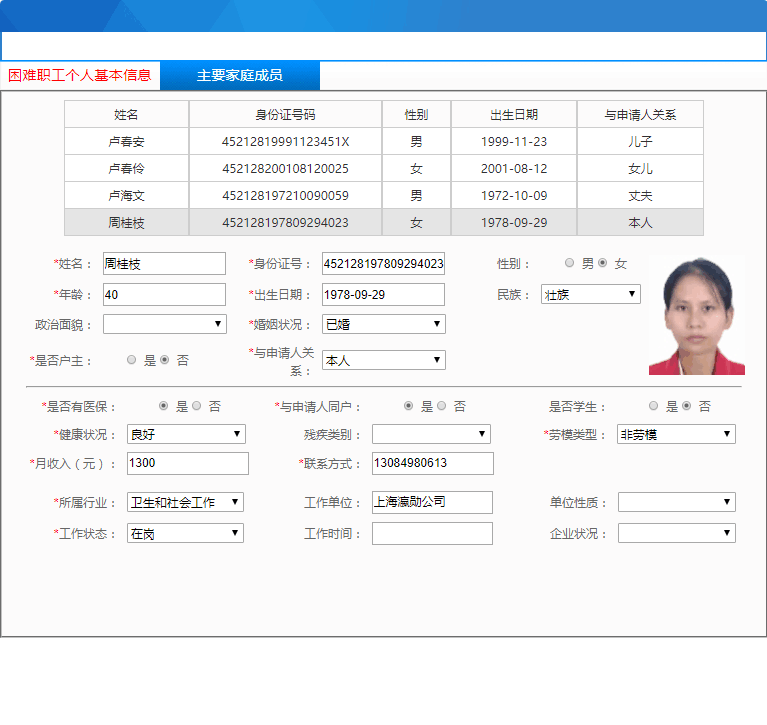 困难职工个人基本信息 主要家庭成员
姓名 身份证号码 性别 出生日期 与申请人关系
卢春安 45212819991123451X 男 1999-11-23 儿子
卢春伶 452128200108120025 女 2001-08-12 女儿
卢海文 452128197210090059 男 1972-10-09 丈夫
周桂枝 452128197809294023 女 1978-09-29 本人
*姓名： 周桂枝 *身份证号： 452128197809294023 性别： 男 女
*年龄： 40 *出生日期： 1978-09-29 民族： 壮族
政治面貌： *婚姻状况： 已婚
*是否户主： 是 否 *与申请人关
系： 本人
*是否有医保： 是 否 *与申请人同户： 是 否 是否学生： 是 否
*健康状况： 良好 残疾类别： *劳模类型： 非劳模
*月收入（元）： 1300 *联系方式： 13084980613
*所属行业： 卫生和社会工作 工作单位： 上海瀛勋公司 单位性质：
*工作状态： 在岗 工作时间： 企业状况：